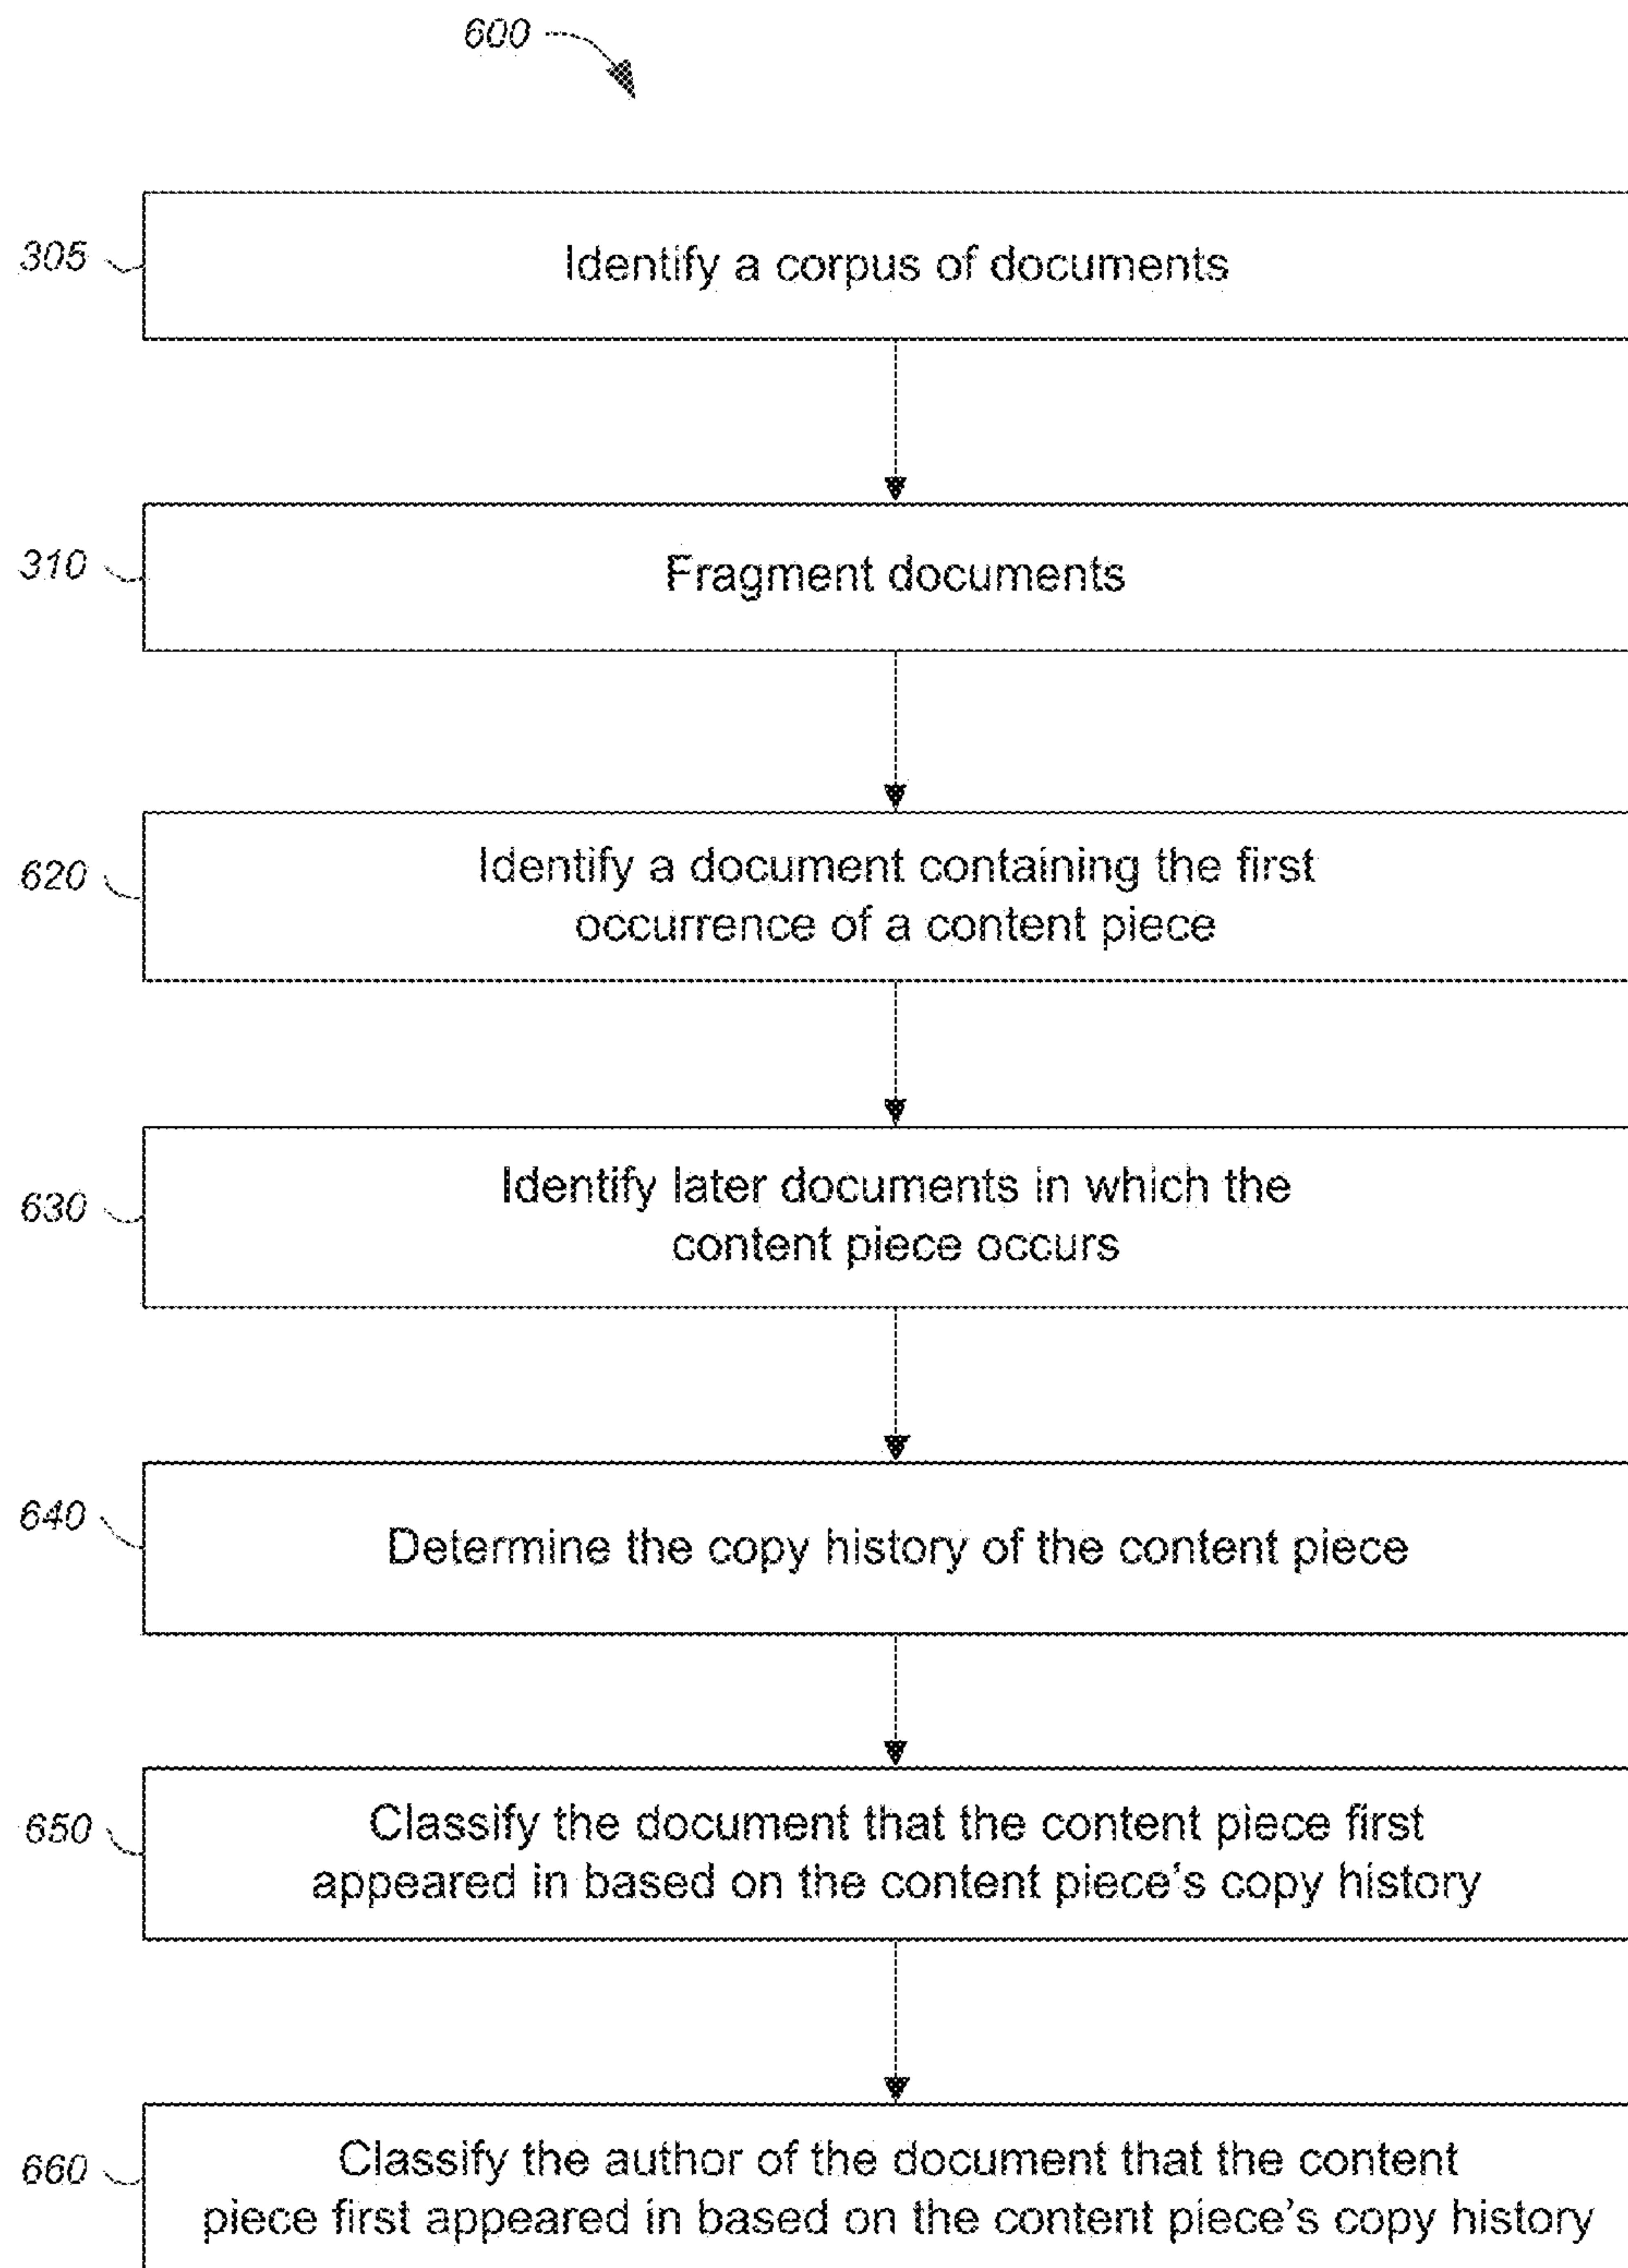 600
305
Identify a corpus of documents
310
Fragment documents
620
Identify a document containing the first
occurrence of a content piece
630
Identify later documents in which the
content piece occurs
640
Determine the copy history of the content piece
650
Classify the document that the content piece first
appeared in based on the content piece's copy history
660
Classify the author of the document that the content
piece first appeared in based on the content piece's copy history